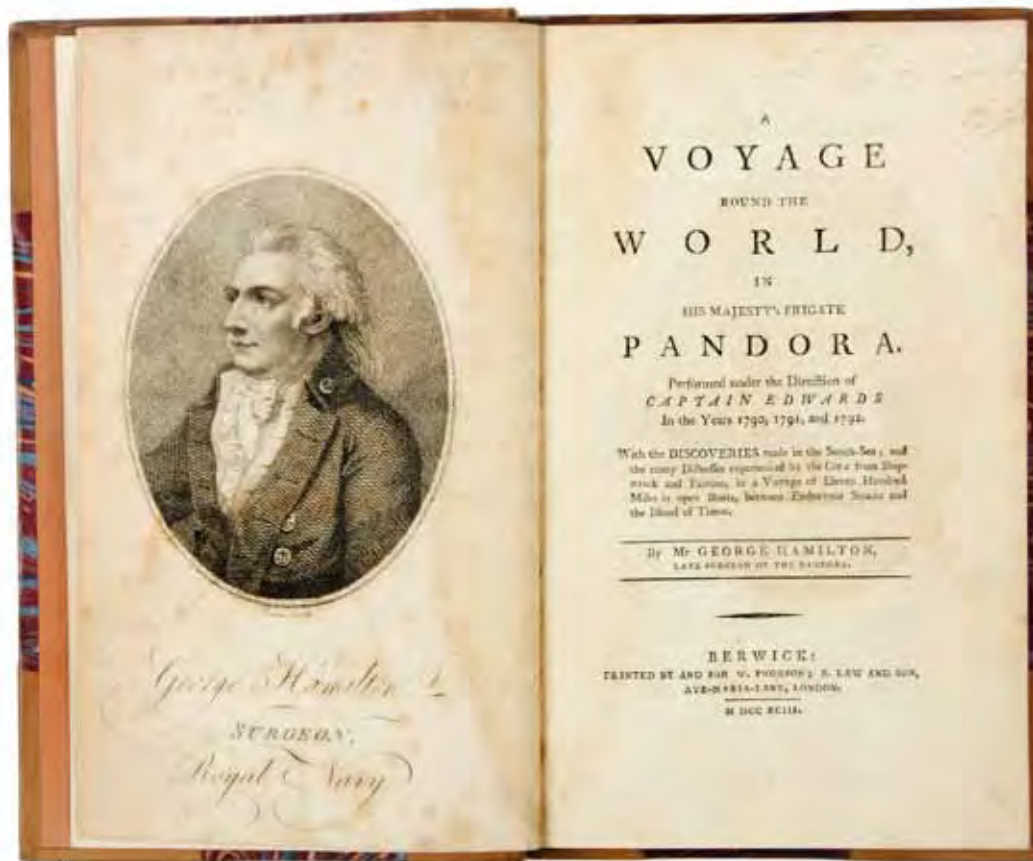 George Hamilton
SURGEON,
Royal Navy
A
VOYAGE
ROUND THE
WORLD,
IN
HIS MAJESTY's FRIGATE
PANDORA.
Performed under the Direction of
CAPTAIN EDWARDS
In the Years 1790, 1791, and 1792.
With the DISCOVERIES made in the South-Sea; and
the many Distresses experienced by the Crew from Ship-
wreck and Famine, in a Voyage of Eleven Hundred
Miles in open Boats, between Endeavour Straits and
the Island of Timor.
By Mr GEORGE HAMILTON,
LATE SURGEON OF THE PANDORA.
BERWICK:
PRINTED BY AND FOR W. PHORSON; B. LAW AND SON,
AVE-MARIA-LANE, LONDON.
M DCC XCIII.